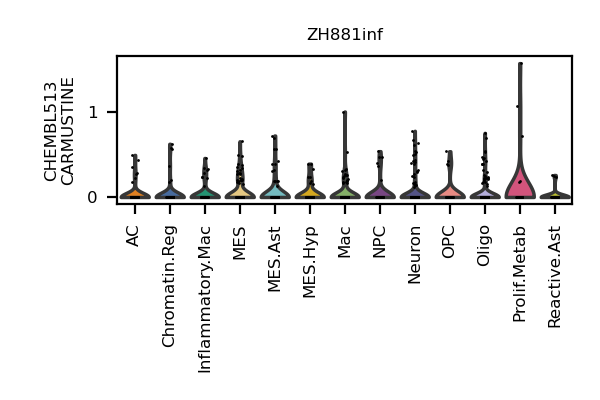 ZH881inf
CHEMBL513
CARMUSTINE
1
0
AC
Chromatin.Reg
Inflammatory.Mac
MES
MES.Ast
MES.Hyp
Mac
NPC
Neuron
OPC
Oligo
Prolif.Metab
Reactive.Ast